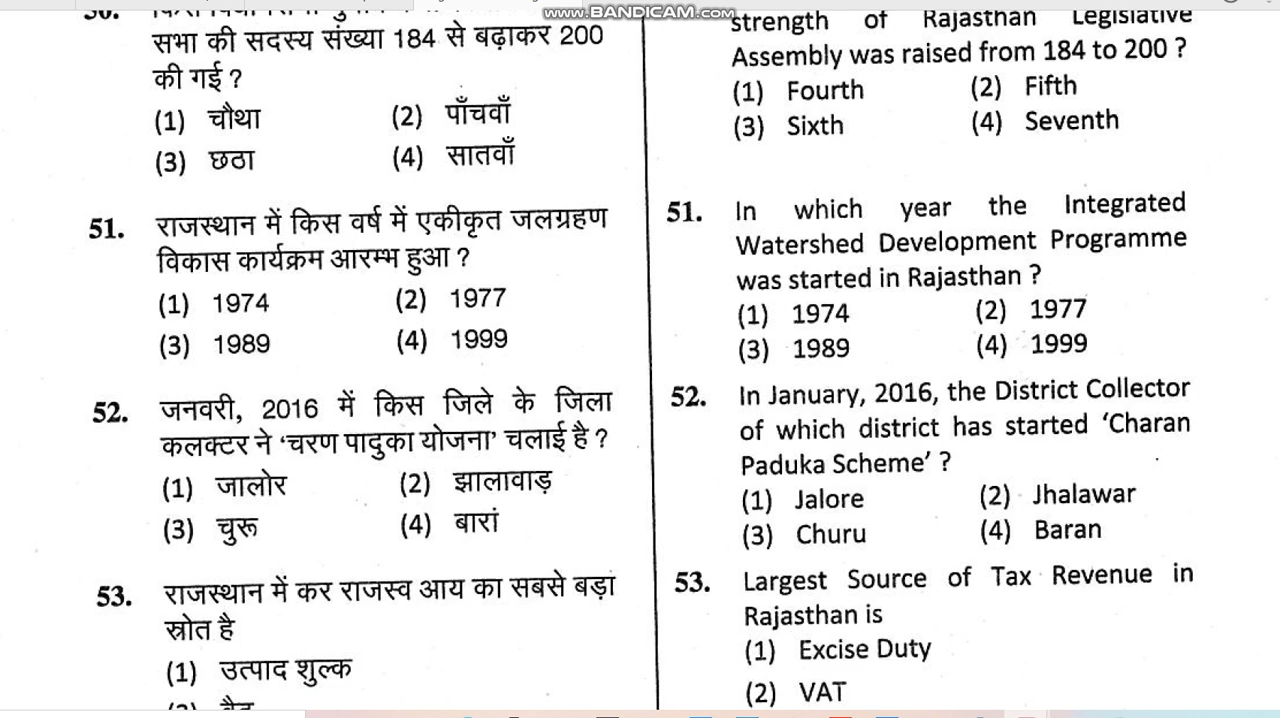 www.BANDICAM.com
50.
सभा की सदस्य संख्या 184 से बढ़ाकर 200
की गई ?
(1) चौथा (2) पाँचवाँ
(3) छठा (4) सातवाँ
51. राजस्थान में किस वर्ष में एकीकृत जलग्रहण
विकास कार्यक्रम आरम्भ हुआ ?
(1) 1974 (2) 1977
(3) 1989 (4) 1999
52. जनवरी, 2016 में किस जिले के जिला
कलक्टर ने ‘चरण पादुका योजना’ चलाई है ?
(1) जालोर (2) झालावाड़
(3) चुरू (4) बारां
53. राजस्थान में कर राजस्व आय का सबसे बड़ा
स्रोत है
(1) उत्पाद शुल्क
strength of Rajasthan Legislative
Assembly was raised from 184 to 200 ?
(1) Fourth (2) Fifth
(3) Sixth (4) Seventh
51. In which year the Integrated
Watershed Development Programme
was started in Rajasthan ?
(1) 1974 (2) 1977
(3) 1989 (4) 1999
52. In January, 2016, the District Collector
of which district has started ‘Charan
Paduka Scheme’ ?
(1) Jalore (2) Jhalawar
(3) Churu (4) Baran
53. Largest Source of Tax Revenue in
Rajasthan is
(1) Excise Duty
(2) VAT